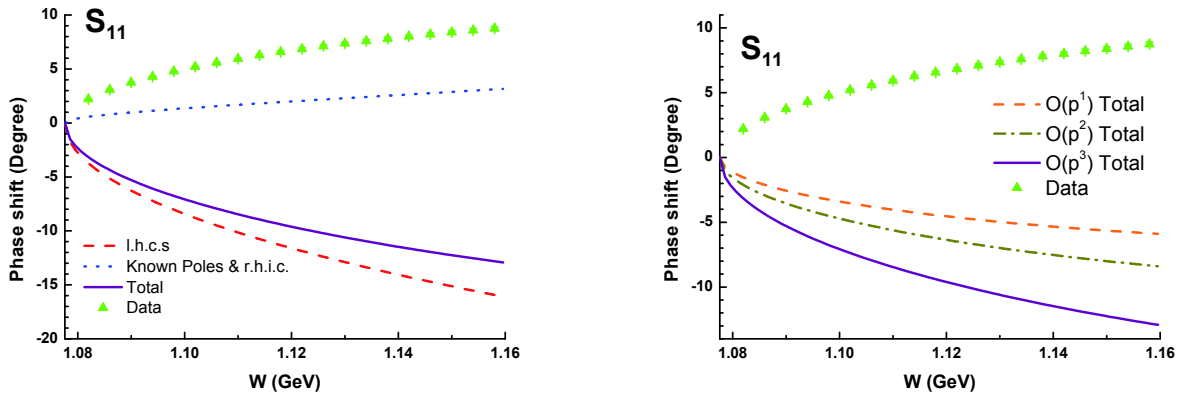 S11
Phase shift (Degree)
10
5
0
-5
-10
-15
-20
l.h.c.s
Known Poles & r.h.i.c.
Total
Data
1.08
1.10
1.12
1.14
1.16
W (GeV)
S11
Phase shift (Degree)
10
5
0
-5
-10
O(p1) Total
O(p2) Total
O(p3) Total
Data
1.08
1.10
1.12
1.14
1.16
W (GeV)